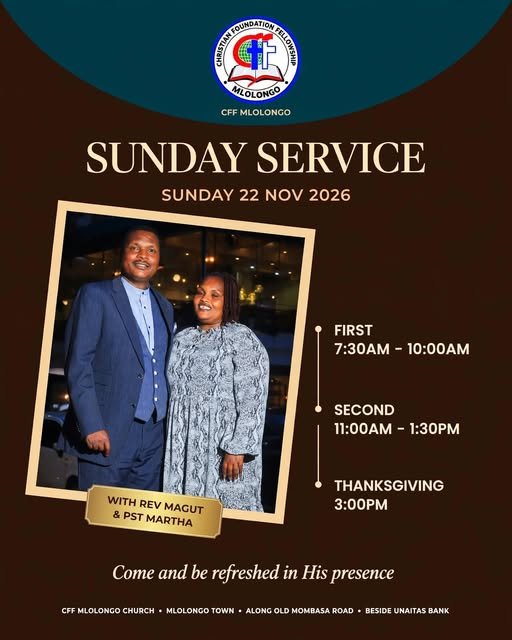 CHRISTIAN FOUNDATION FELLOWSHIP
MLOLONGO
CFF MLOLONGO
SUNDAY SERVICE
SUNDAY 22 NOV 2026
FIRST
7:30AM - 10:00AM
SECOND
11:00AM - 1:30PM
THANKSGIVING
3:00PM
WITH REV MAGUT
& PST MARTHA
Come and be refreshed in His presence
CFF MLOLONGO CHURCH • MLOLONGO TOWN • ALONG OLD MOMBASA ROAD • BESIDE UNAITAS BANK